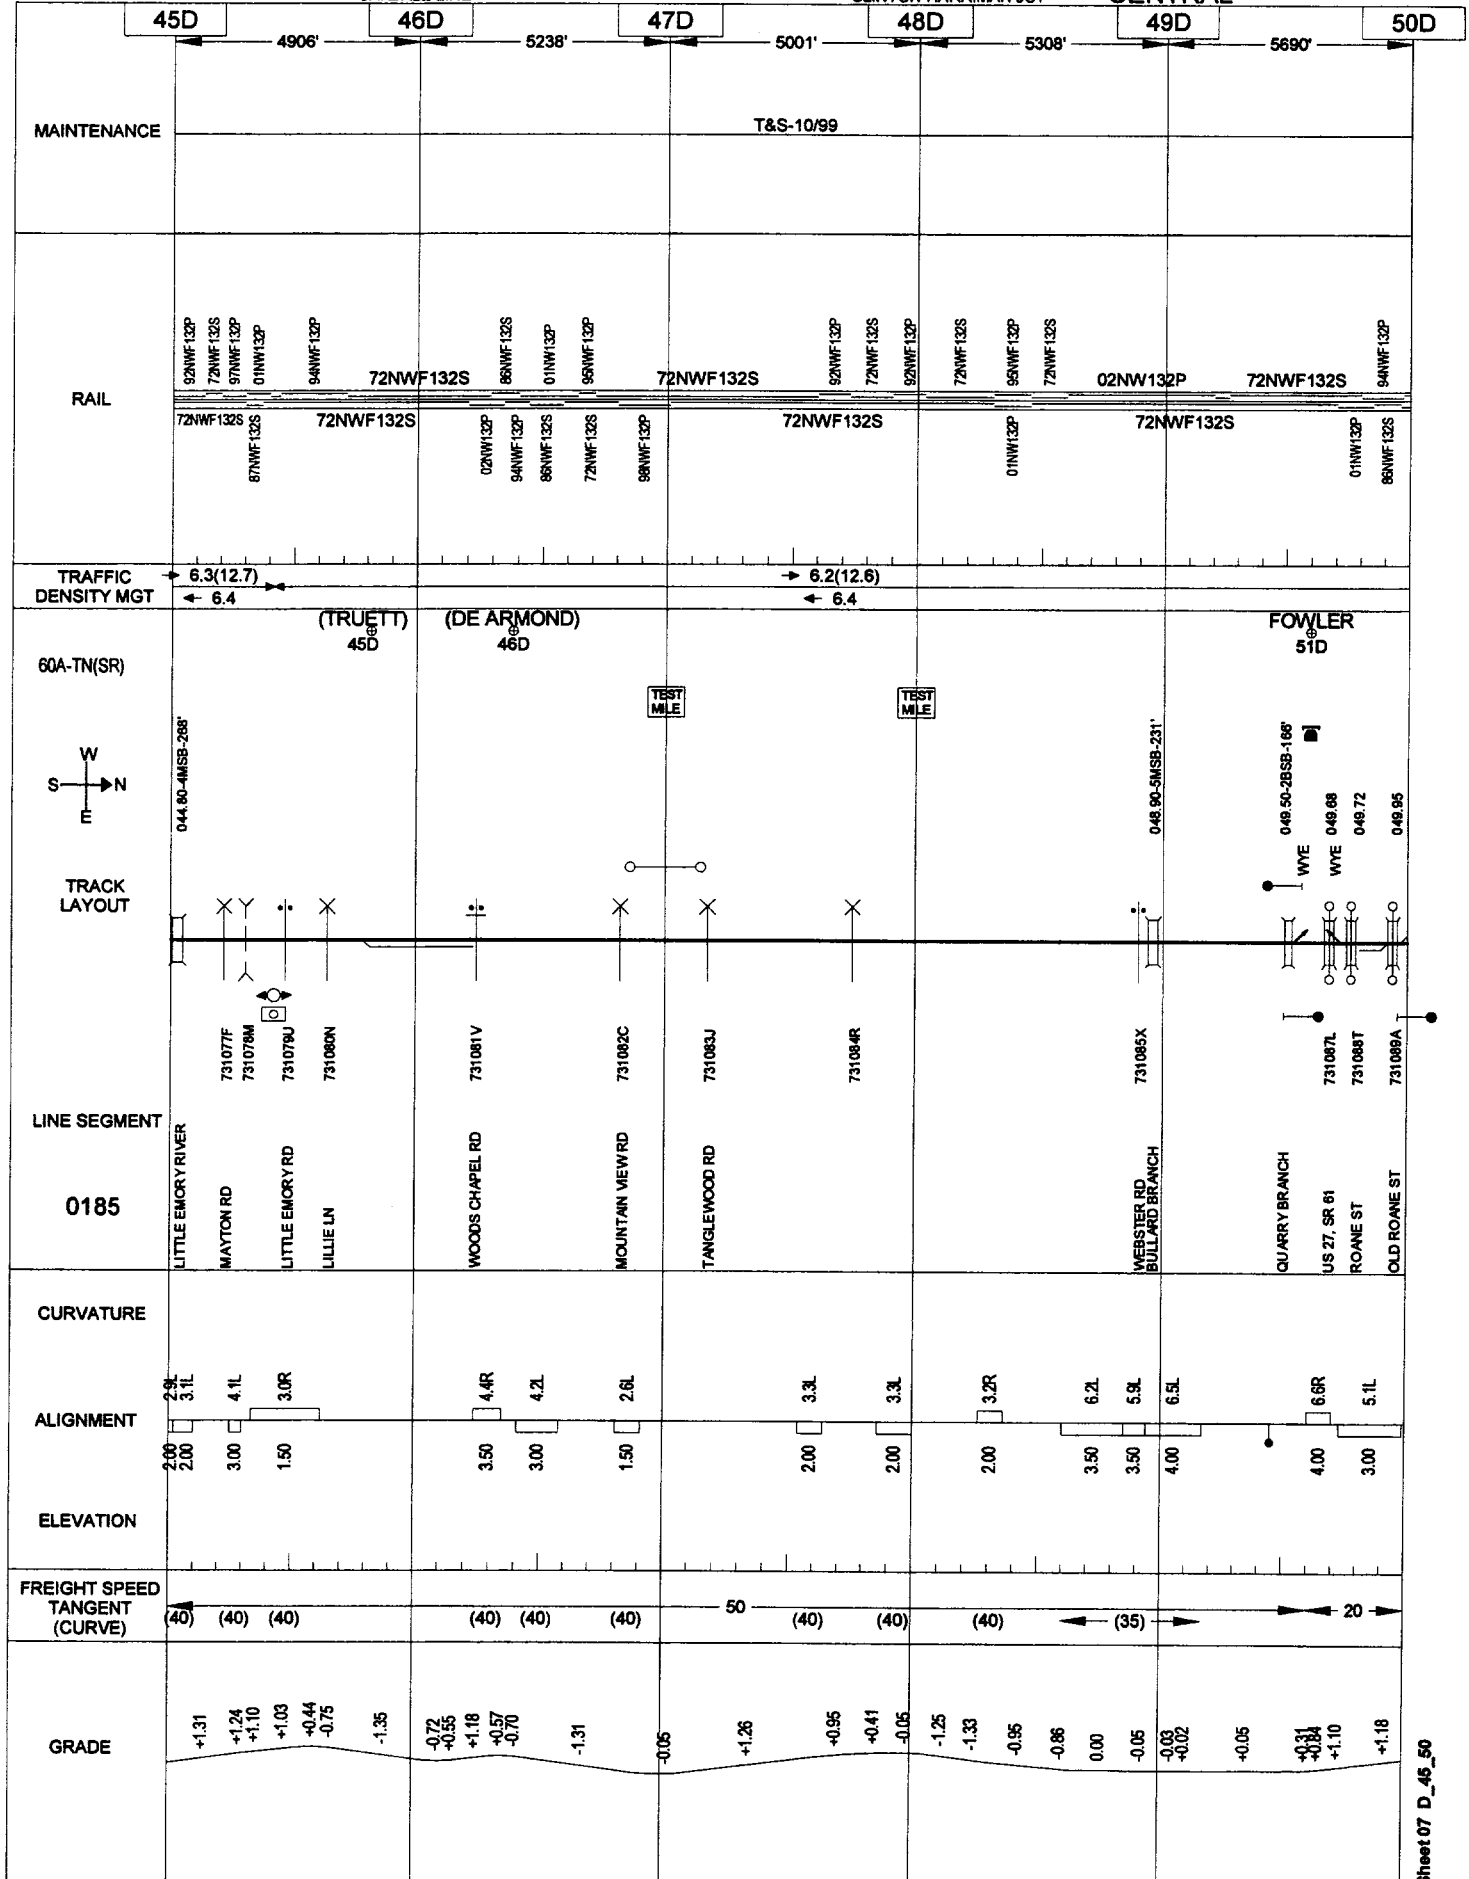 CENTRAL
45D 46D 47D 48D 49D 50D
4906' 5238' 5001' 5308' 5690'
MAINTENANCE
T&S-10/99
92NWF132P 72NWF132S 97NWF132P 01NW132P 94NWF132P 86NWF132S 01NW132P 95NWF132P 92NWF132P 72NWF132S 92NWF132P 72NWF132S 95NWF132P 72NWF132S 94NWF132P
72NWF132S 72NWF132S 02NW132P 72NWF132S
RAIL
72NWF132S 72NWF132S 72NWF132S 72NWF132S
87NWF132S 02NW132P 94NWF132P 86NWF132S 72NWF132S 98NWF132P 01NW132P 01NW132P 86NWF132S
TRAFFIC
DENSITY MGT
6.3(12.7) 6.2(12.6)
6.4 6.4
(TRUETT) (DE ARMOND) FOWLER
45D 46D 51D
60A-TN(SR)
TEST
MILE
TEST
MILE
W
S N
E
044.80-4MSB-268' 048.90-5MSB-231' 049.50-2BSB-166' 049.68 049.72 049.95
WYE WYE
TRACK
LAYOUT
731077F 731078M 731079U 731080N 731081V 731082C 731083J 731084R 731085X 731087L 731088T 731089A
LINE SEGMENT
0185
LITTLE EMORY RIVER
MAYTON RD
LITTLE EMORY RD
LILLIE LN
WOODS CHAPEL RD
MOUNTAIN VIEW RD
TANGLEWOOD RD
WEBSTER RD
BULLARD BRANCH
QUARRY BRANCH
US 27, SR 61
ROANE ST
OLD ROANE ST
CURVATURE
2.9L 3.1L 4.1L 3.0R 4.4R 4.2L 2.6L 3.3L 3.3L 3.2R 6.2L 5.9L 6.5L 6.6R 5.1L
ALIGNMENT
2.00 2.00 3.00 1.50 3.50 3.00 1.50 2.00 2.00 2.00 3.50 3.50 4.00 4.00 3.00
ELEVATION
FREIGHT SPEED
TANGENT
(CURVE)
50 20
(40) (40) (40) (40) (40) (40) (40) (40) (40) (35)
GRADE
+1.31 +1.24 +1.10 +1.03 +0.44 -0.75 -1.35 -0.72 +0.55 +1.18 +0.57 -0.70 -1.31 -0.05 +1.26 +0.95 +0.41 -0.05 -1.25 -1.33 -0.95 -0.86 0.00 -0.05 -0.03 +0.02 +0.05 +0.31 +0.84 +1.10 +1.18
Sheet 07 D_45_50